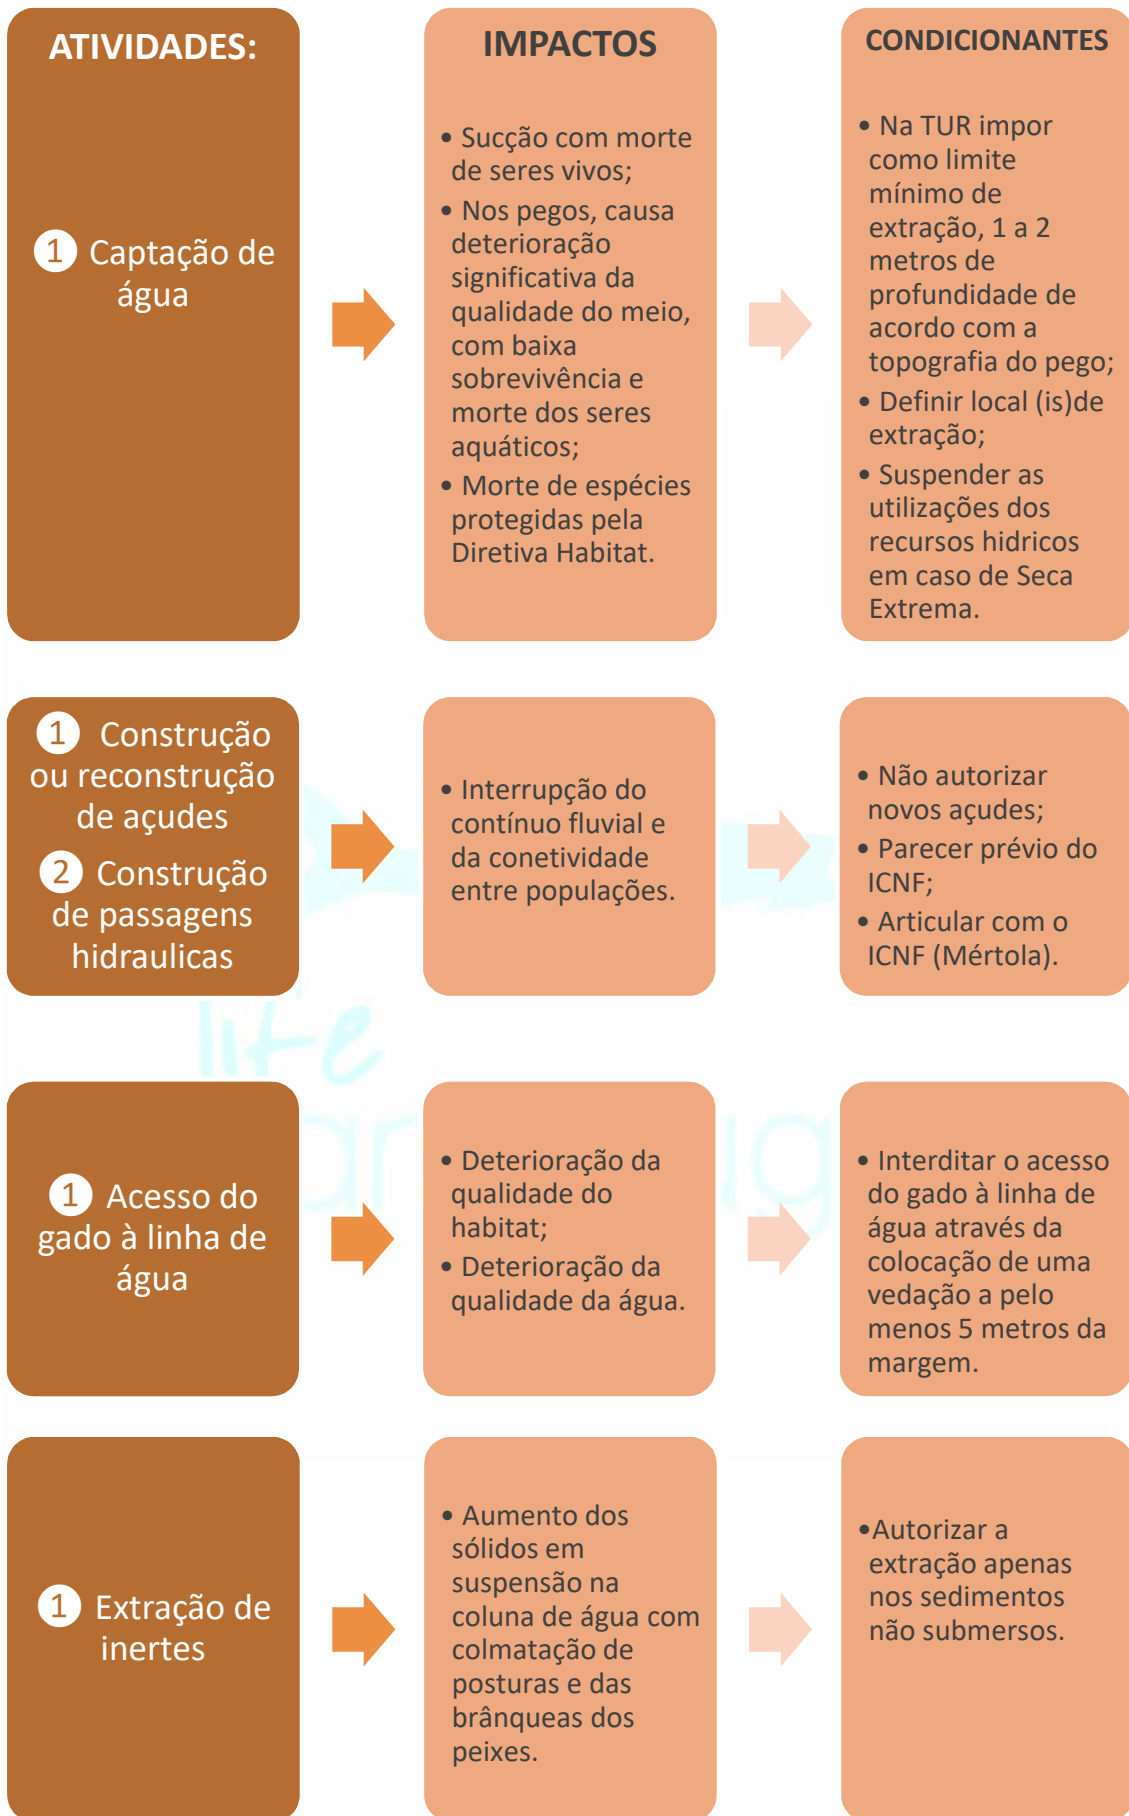 ATIVIDADES:
① Captação de
água
IMPACTOS
• Sucção com morte
de seres vivos;
• Nos pegos, causa
deterioração
significativa da
qualidade do meio,
com baixa
sobrevivência e
morte dos seres
aquáticos;
• Morte de espécies
protegidas pela
Diretiva Habitat.
CONDICIONANTES
• Na TUR impor
como limite
mínimo de
extração, 1 a 2
metros de
profundidade de
acordo com a
topografia do pego;
• Definir local (is)de
extração;
• Suspender as
utilizações dos
recursos hidricos
em caso de Seca
Extrema.
① Construção
ou reconstrução
de açudes
② Construção
de passagens
hidraulicas
• Interrupção do
contínuo fluvial e
da conetividade
entre populações.
• Não autorizar
novos açudes;
• Parecer prévio do
ICNF;
• Articular com o
ICNF (Mértola).
life
① Acesso do
gado à linha de
água
• Deterioração da
qualidade do
habitat;
• Deterioração da
qualidade da água.
• Interditar o acesso
do gado à linha de
água através da
colocação de uma
vedação a pelo
menos 5 metros da
margem.
① Extração de
inertes
• Aumento dos
sólidos em
suspensão na
coluna de água com
colmatação de
posturas e das
brânqueas dos
peixes.
•Autorizar a
extração apenas
nos sedimentos
não submersos.